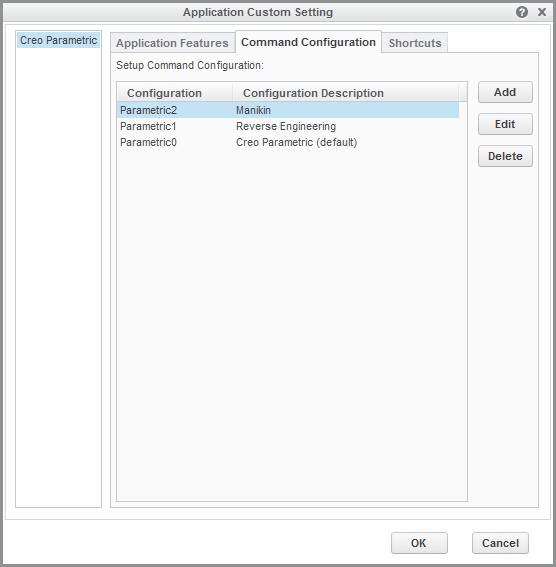 Application Custom Setting
Creo Parametric
Application Features Command Configuration Shortcuts
Setup Command Configuration:
Configuration Configuration Description
Parametric2 Manikin
Parametric1 Reverse Engineering
Parametric0 Creo Parametric (default)
Add
Edit
Delete
OK Cancel